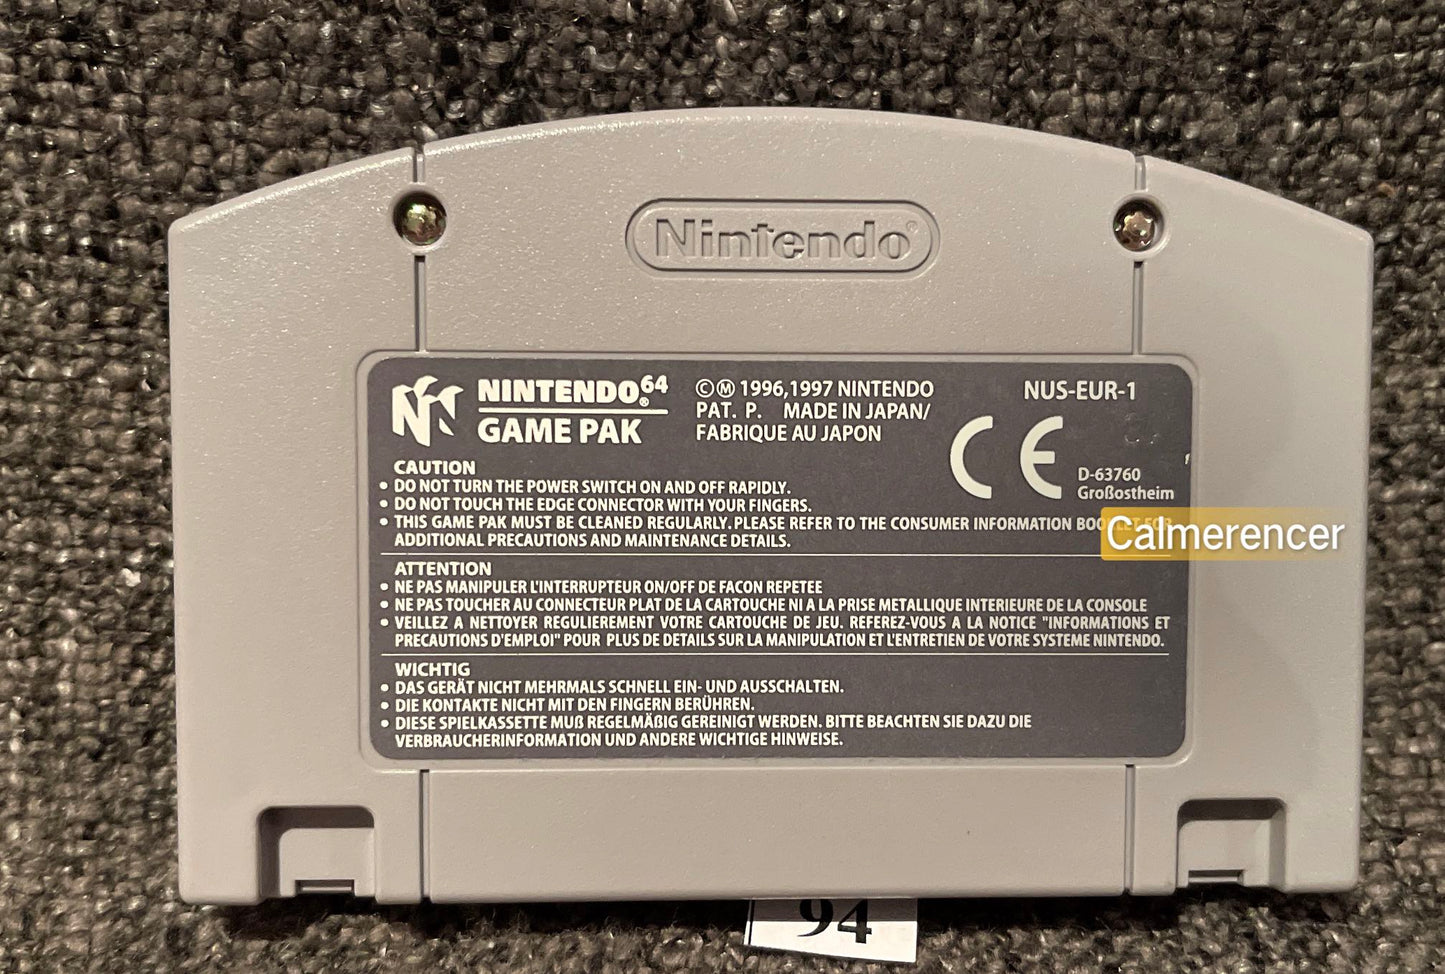 Nintendo®
NINTENDO⁶⁴®
GAME PAK
©Ⓜ 1996,1997 NINTENDO
PAT. P. MADE IN JAPAN/
FABRIQUE AU JAPON
NUS-EUR-1
CE
D-63760
Großostheim
CAUTION
• DO NOT TURN THE POWER SWITCH ON AND OFF RAPIDLY.
• DO NOT TOUCH THE EDGE CONNECTOR WITH YOUR FINGERS.
• THIS GAME PAK MUST BE CLEANED REGULARLY. PLEASE REFER TO THE CONSUMER INFORMATION BOOKLET FOR
ADDITIONAL PRECAUTIONS AND MAINTENANCE DETAILS.
Calmerencer
ATTENTION
• NE PAS MANIPULER L'INTERRUPTEUR ON/OFF DE FACON REPETEE
• NE PAS TOUCHER AU CONNECTEUR PLAT DE LA CARTOUCHE NI A LA PRISE METALLIQUE INTERIEURE DE LA CONSOLE
• VEILLEZ A NETTOYER REGULIEREMENT VOTRE CARTOUCHE DE JEU. REFEREZ-VOUS A LA NOTICE "INFORMATIONS ET
PRECAUTIONS D'EMPLOI" POUR PLUS DE DETAILS SUR LA MANIPULATION ET L'ENTRETIEN DE VOTRE SYSTEME NINTENDO.
WICHTIG
• DAS GERÄT NICHT MEHRMALS SCHNELL EIN- UND AUSSCHALTEN.
• DIE KONTAKTE NICHT MIT DEN FINGERN BERÜHREN.
• DIESE SPIELKASSETTE MUß REGELMÄßIG GEREINIGT WERDEN. BITTE BEACHTEN SIE DAZU DIE
VERBRAUCHERINFORMATION UND ANDERE WICHTIGE HINWEISE.
94